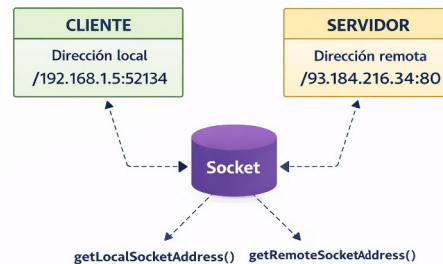 CLIENTE
Dirección local
/192.168.1.5:52134
SERVIDOR
Dirección remota
/93.184.216.34:80
Socket
getLocalSocketAddress()
getRemoteSocketAddress()